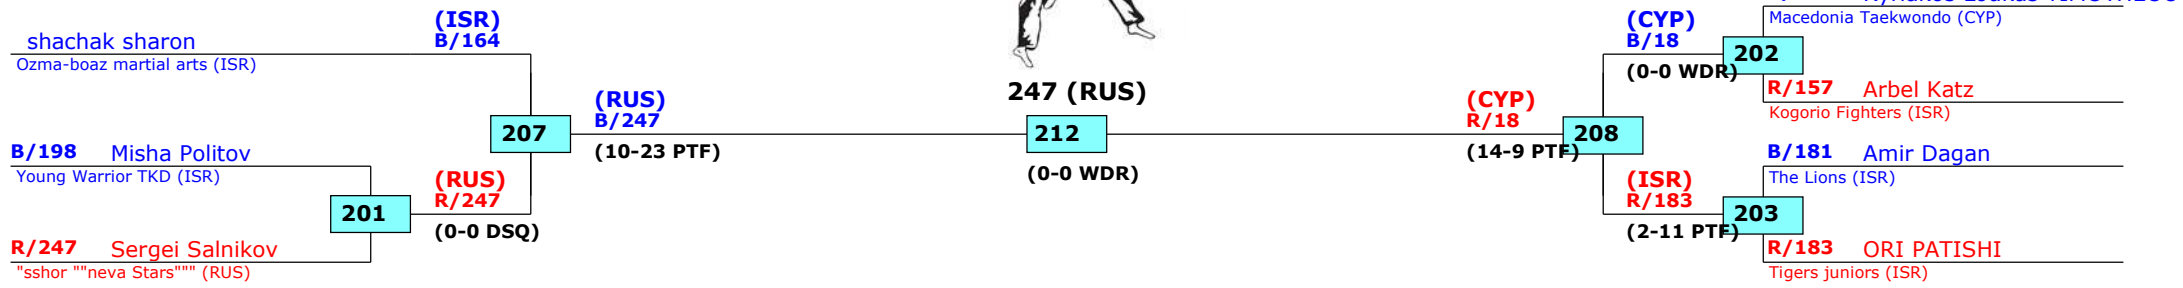 (ISR)
B/164
shachak sharon
Ozma-boaz martial arts (ISR)
207
(RUS)
B/247
(10-23 PTF)
B/198 Misha Politov
Young Warrior TKD (ISR)
201
(RUS)
R/247
(0-0 DSQ)
R/247 Sergei Salnikov
"sshor ""neva Stars""" (RUS)
247 (RUS)
212
(0-0 WDR)
(CYP)
R/18
(14-9 PTF)
208
(CYP)
B/18
(0-0 WDR)
202
Macedonia Taekwondo (CYP)
R/157 Arbel Katz
Kogorio Fighters (ISR)
B/181 Amir Dagan
The Lions (ISR)
(ISR)
R/183
(2-11 PTF)
203
R/183 ORI PATISHI
Tigers juniors (ISR)